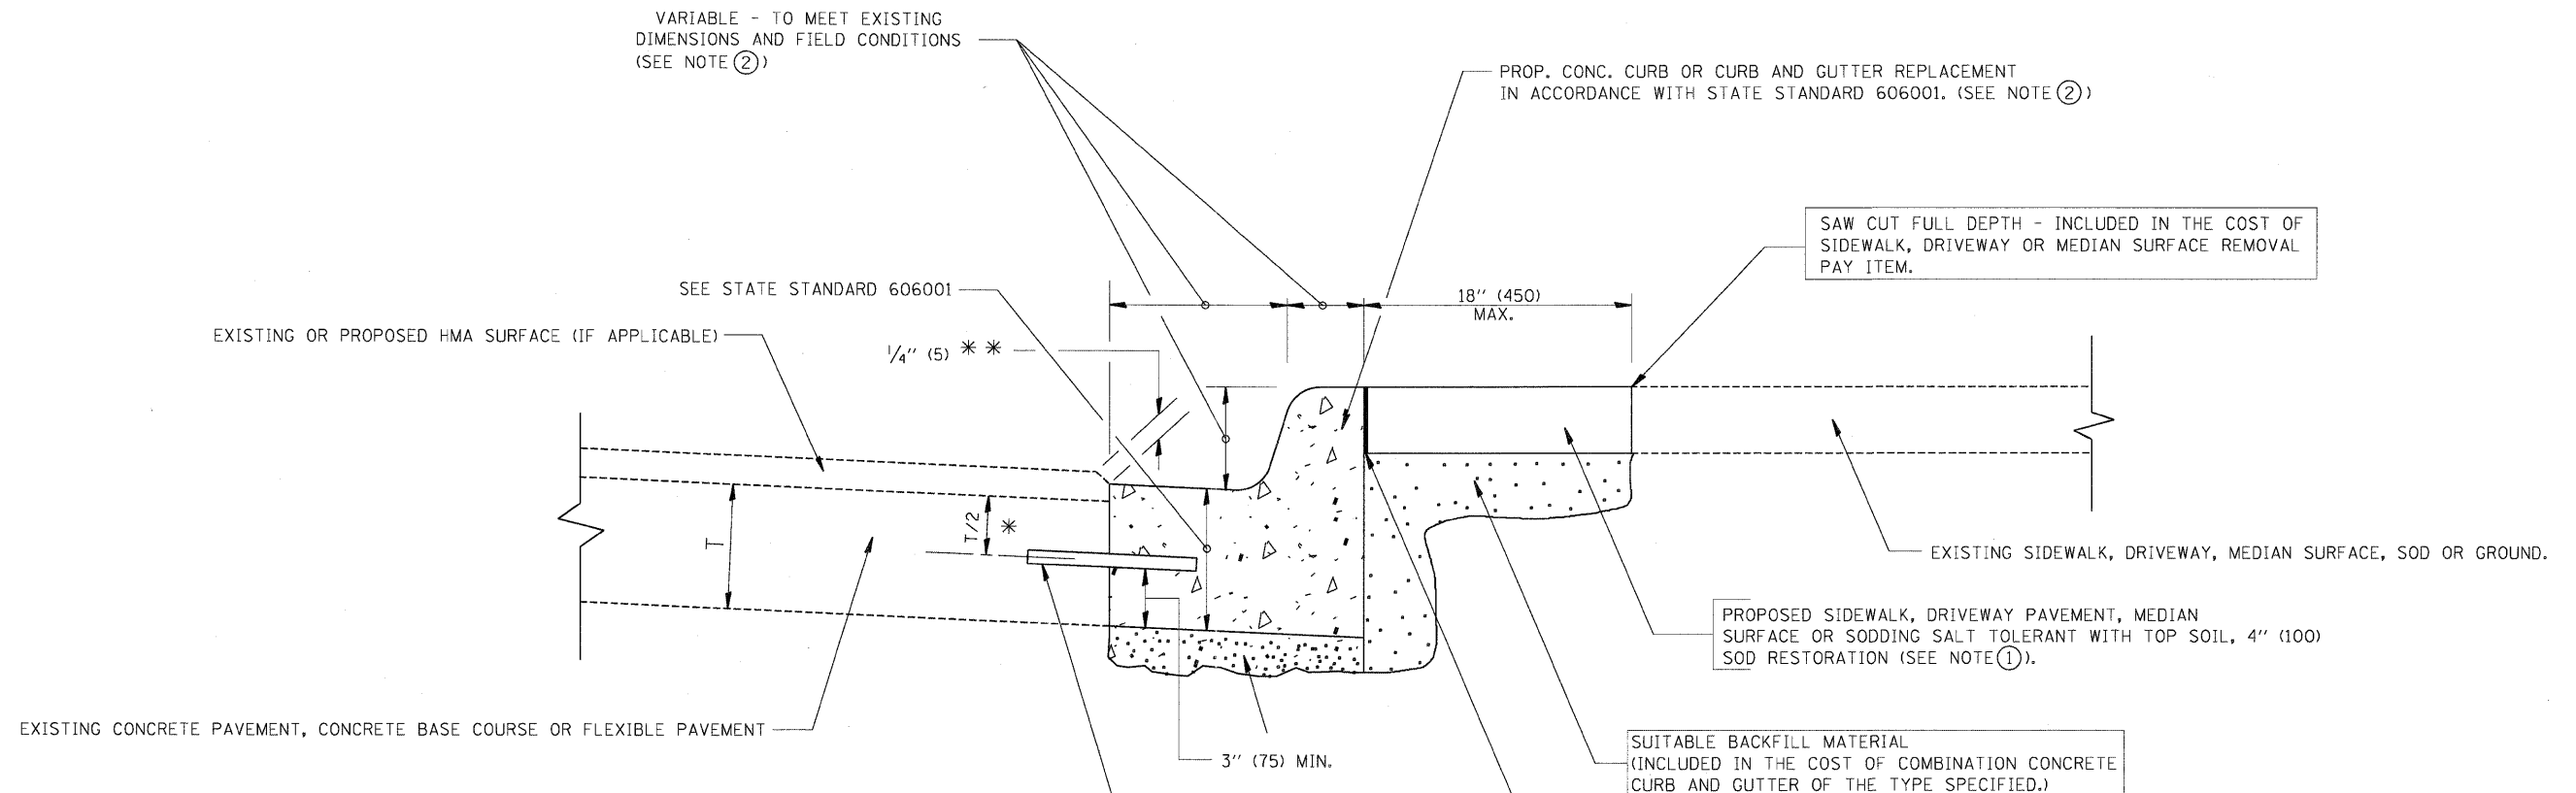 VARIABLE - TO MEET EXISTING
DIMENSIONS AND FIELD CONDITIONS
(SEE NOTE ②)
PROP. CONC. CURB OR CURB AND GUTTER REPLACEMENT
IN ACCORDANCE WITH STATE STANDARD 606001. (SEE NOTE ②)
SAW CUT FULL DEPTH - INCLUDED IN THE COST OF
SIDEWALK, DRIVEWAY OR MEDIAN SURFACE REMOVAL
PAY ITEM.
SEE STATE STANDARD 606001
18" (450)
MAX.
EXISTING OR PROPOSED HMA SURFACE (IF APPLICABLE)
1/4" (5) * *
T
T/2 *
EXISTING SIDEWALK, DRIVEWAY, MEDIAN SURFACE, SOD OR GROUND.
PROPOSED SIDEWALK, DRIVEWAY PAVEMENT, MEDIAN
SURFACE OR SODDING SALT TOLERANT WITH TOP SOIL, 4" (100)
SOD RESTORATION (SEE NOTE ①).
EXISTING CONCRETE PAVEMENT, CONCRETE BASE COURSE OR FLEXIBLE PAVEMENT
3" (75) MIN.
SUITABLE BACKFILL MATERIAL
(INCLUDED IN THE COST OF COMBINATION CONCRETE
CURB AND GUTTER OF THE TYPE SPECIFIED.)